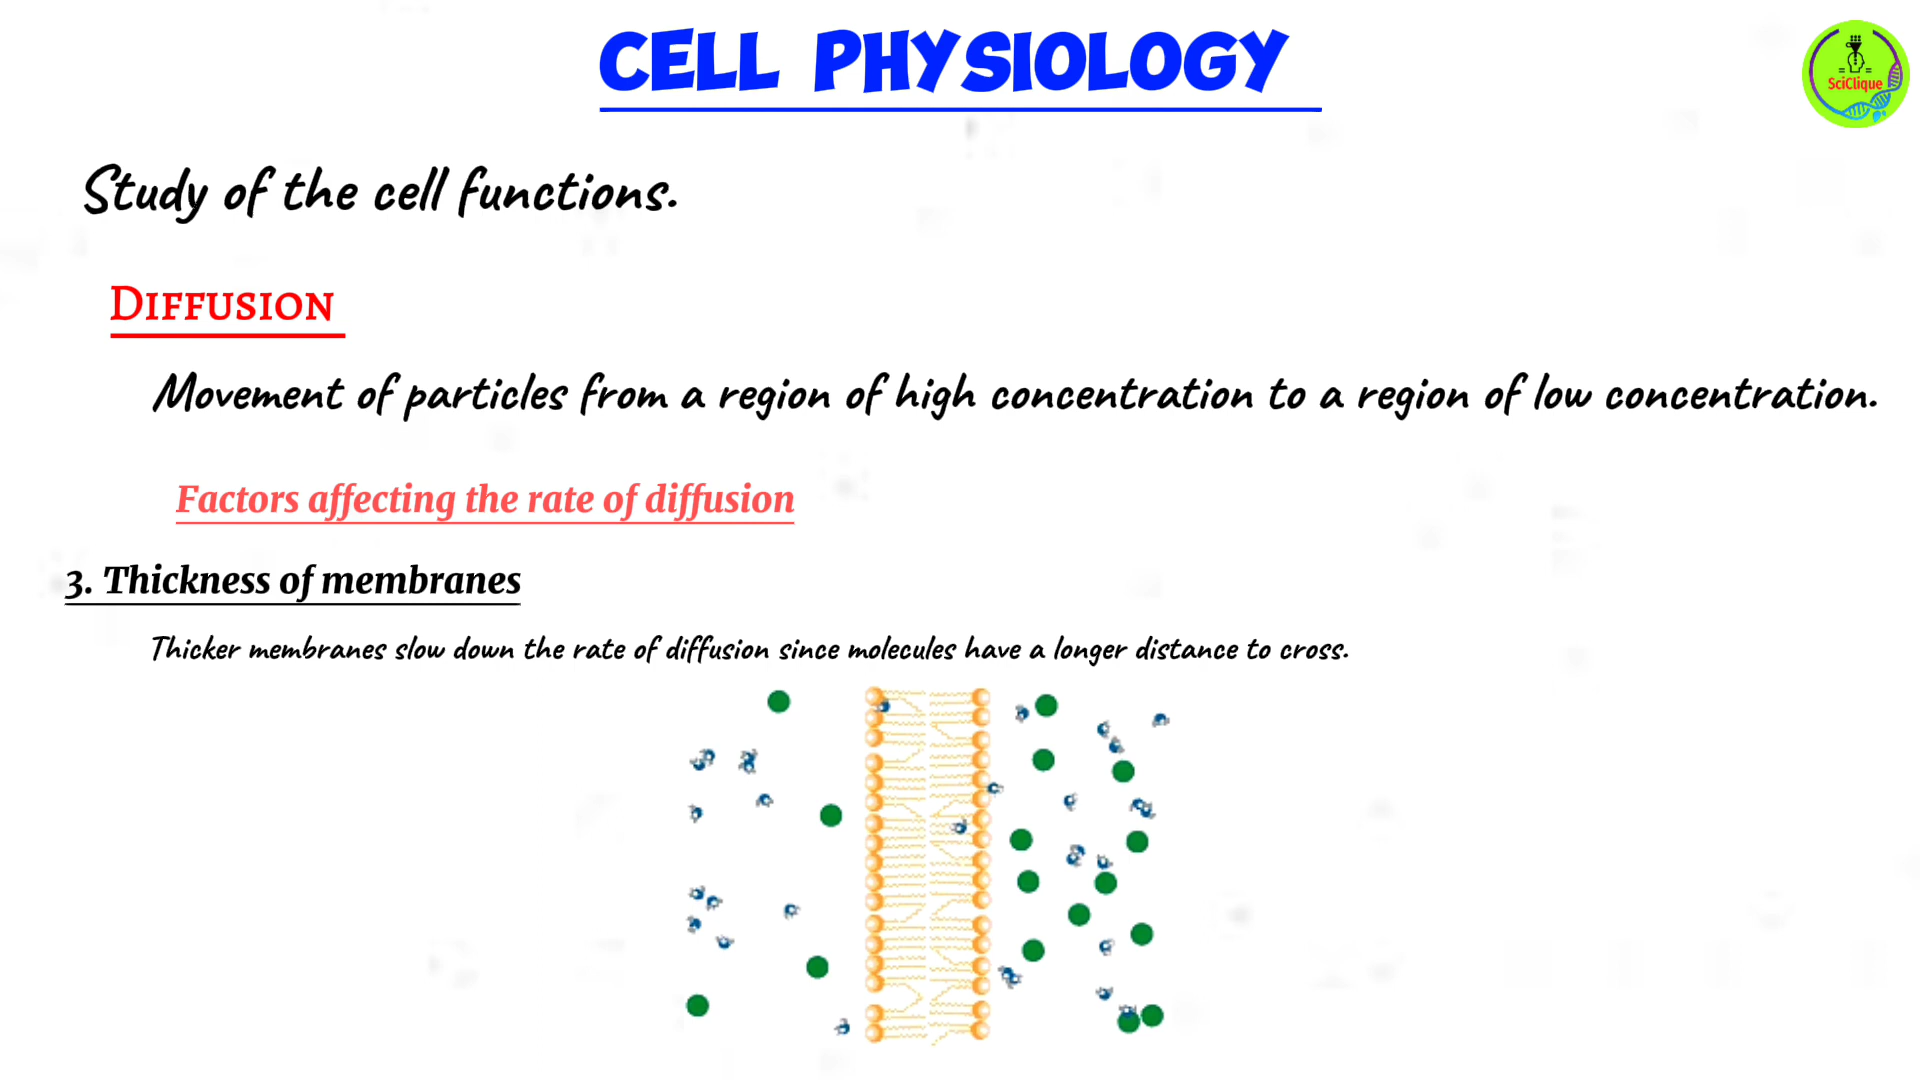 CELL PHYSIOLOGY
SciClique
Study of the cell functions.
DIFFUSION
Movement of particles from a region of high concentration to a region of low concentration.
Factors affecting the rate of diffusion
3. Thickness of membranes
Thicker membranes slow down the rate of diffusion since molecules have a longer distance to cross.